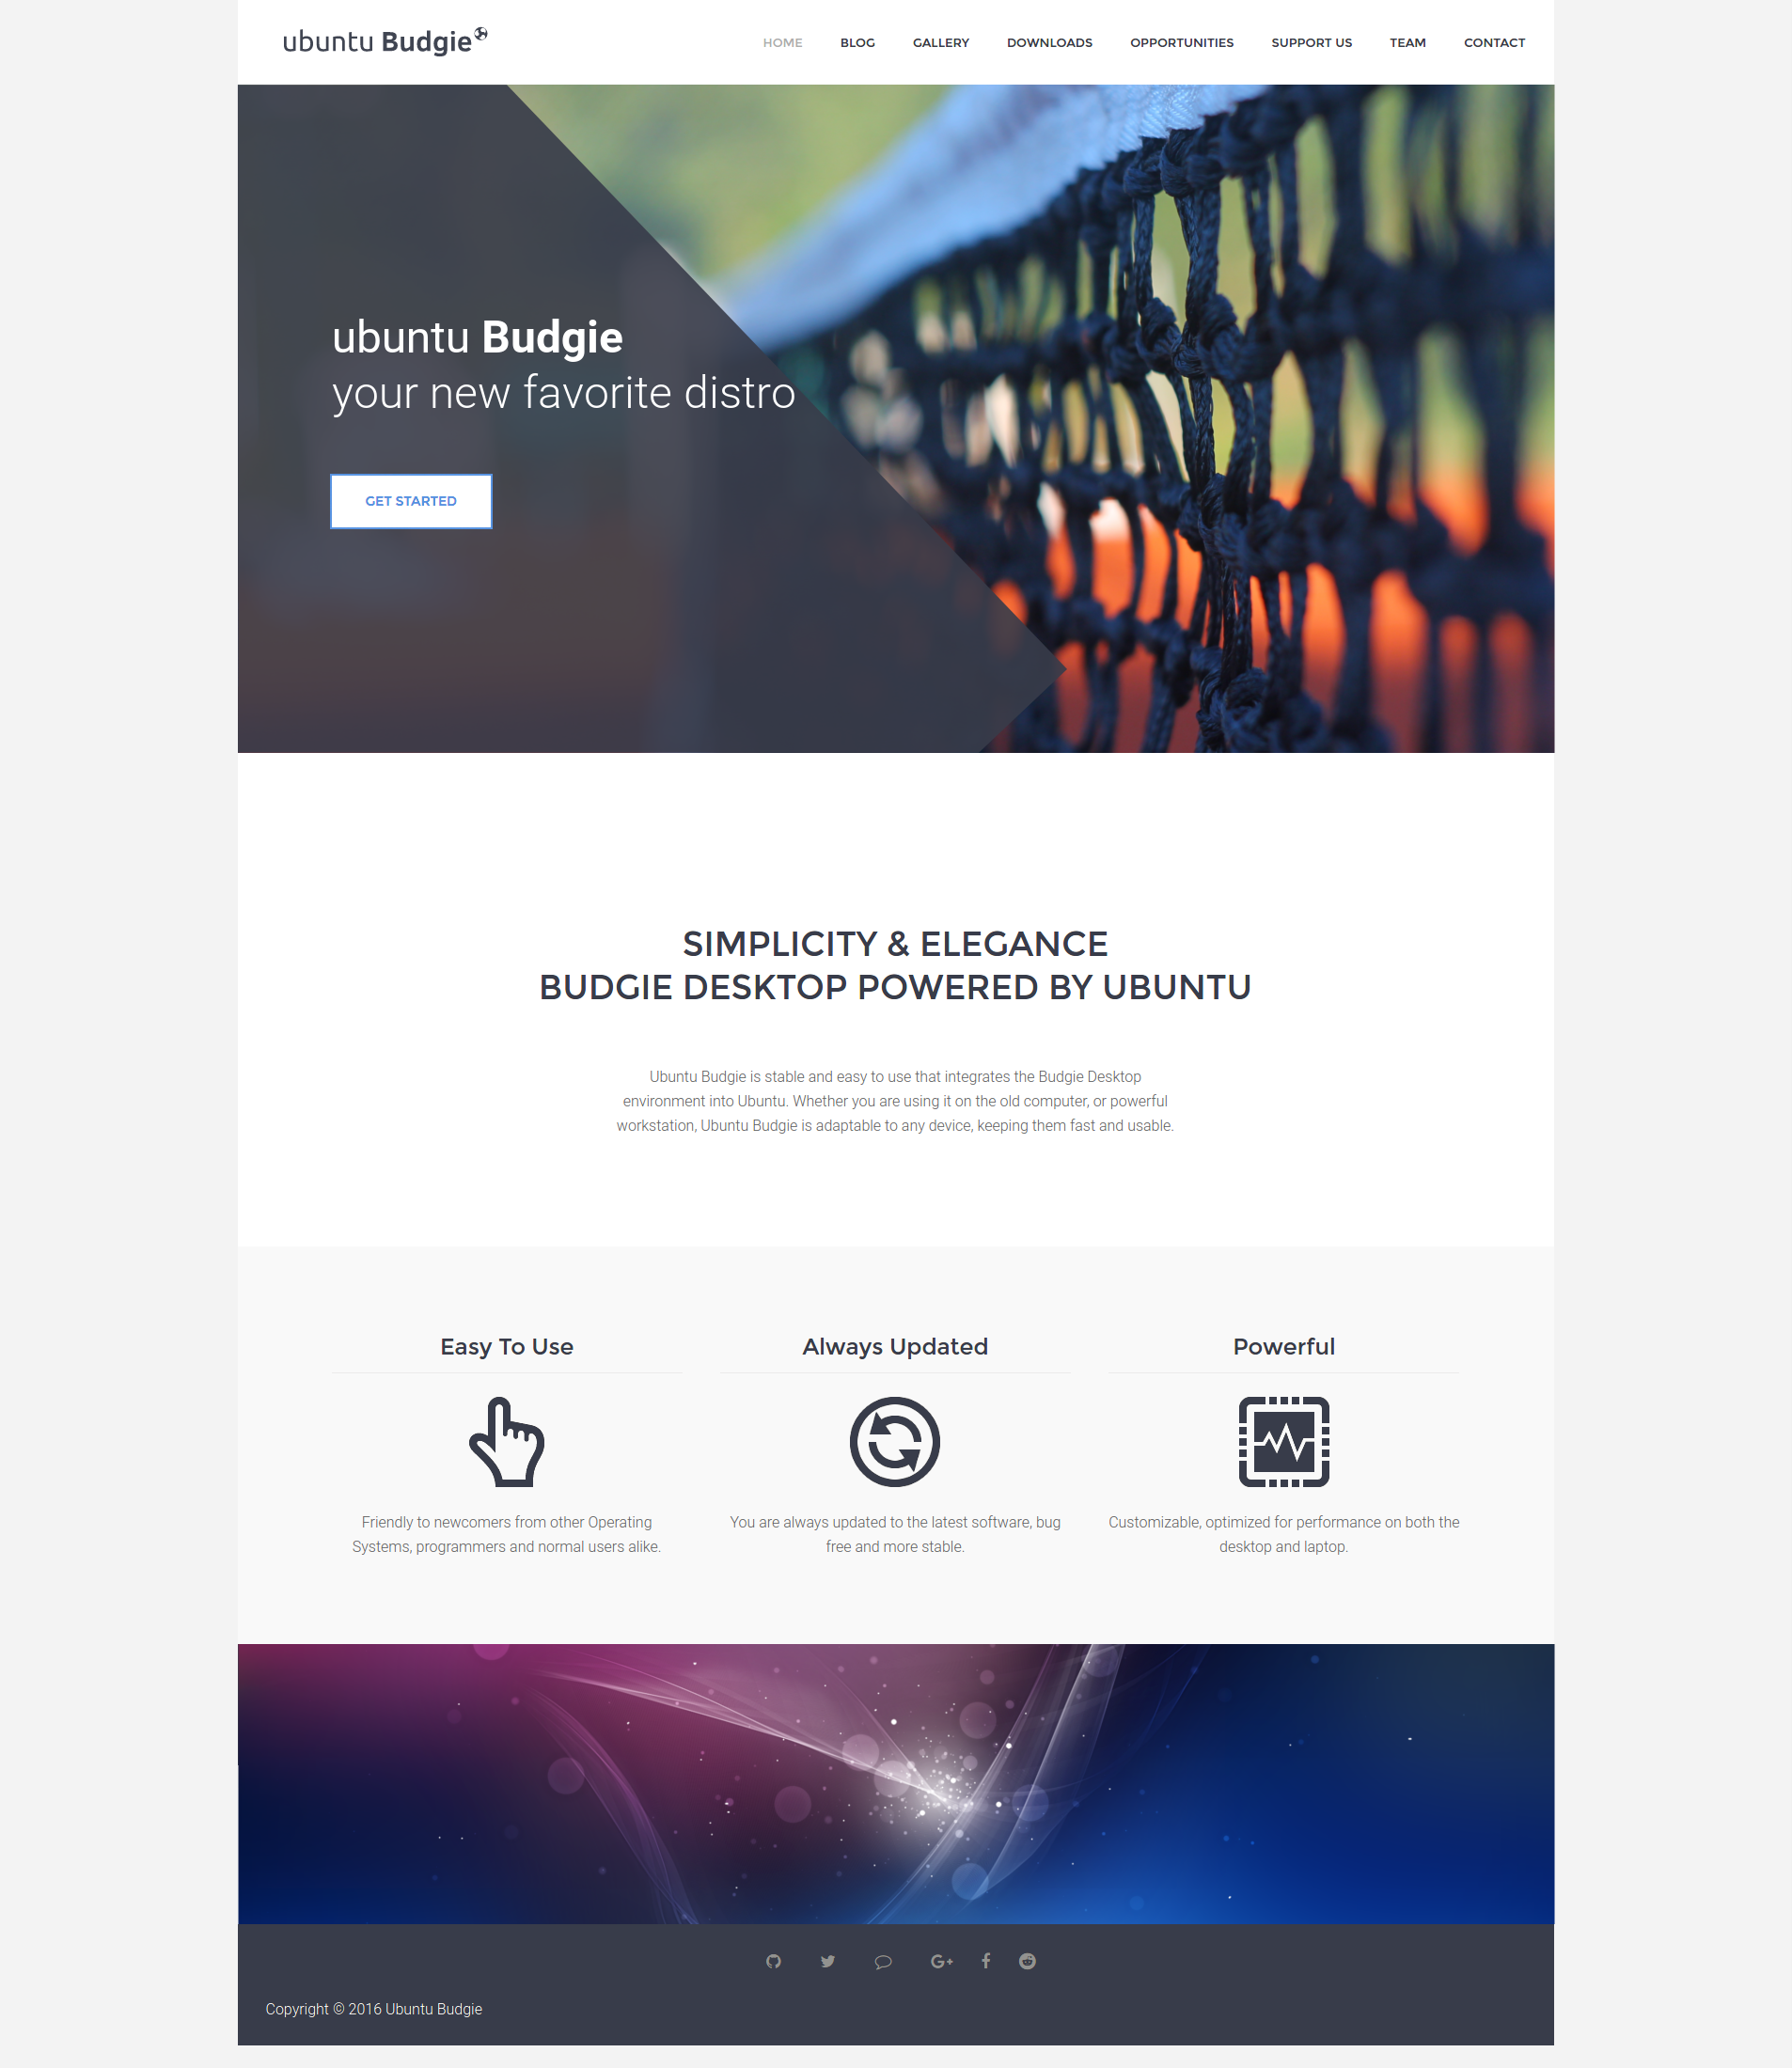 ubuntu Budgie
HOME BLOG GALLERY DOWNLOADS OPPORTUNITIES SUPPORT US TEAM CONTACT
ubuntu Budgie
your new favorite distro
GET STARTED
SIMPLICITY & ELEGANCE
BUDGIE DESKTOP POWERED BY UBUNTU
Ubuntu Budgie is stable and easy to use that integrates the Budgie Desktop
environment into Ubuntu. Whether you are using it on the old computer, or powerful
workstation, Ubuntu Budgie is adaptable to any device, keeping them fast and usable.
Easy To Use
Friendly to newcomers from other Operating
Systems, programmers and normal users alike.
Always Updated
You are always updated to the latest software, bug
free and more stable.
Powerful
Customizable, optimized for performance on both the
desktop and laptop.
Copyright © 2016 Ubuntu Budgie